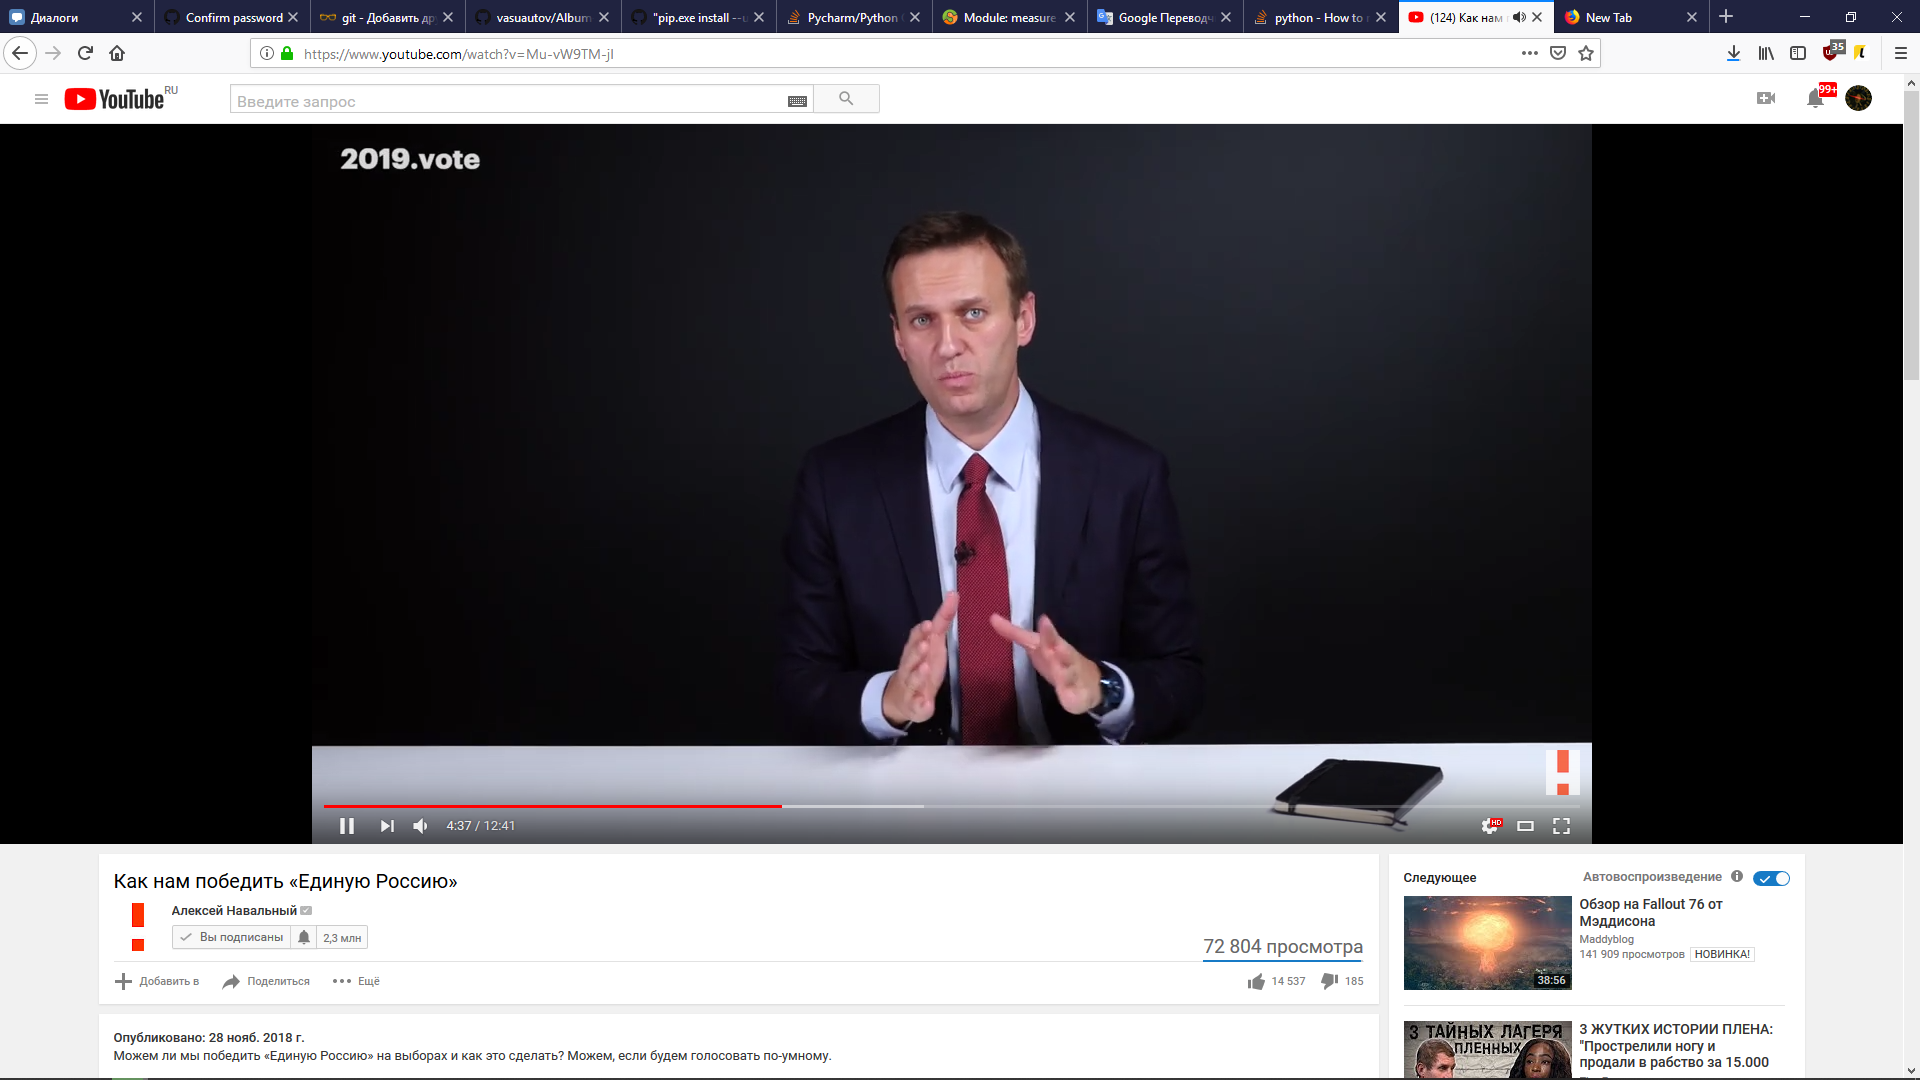 Диалоги
Confirm password
git - Добавить др
vasuautov/Album
"pip.exe install --u
Pycharm/Python
Module: measure
Google Переводч
python - How to
(124) Как нам
New Tab
https://www.youtube.com/watch?v=Mu-vW9TM-jI
35
YouTube RU
Введите запрос
99+
2019.vote
4:37 / 12:41
HD
Как нам победить «Единую Россию»
Алексей Навальный
Вы подписаны
2,3 млн
72 804 просмотра
Добавить в
Поделиться
Ещё
14 537
185
Опубликовано: 28 нояб. 2018 г.
Можем ли мы победить «Единую Россию» на выборах и как это сделать? Можем, если будем голосовать по-умному.
Следующее
Автовоспроизведение
Обзор на Fallout 76 от
Мэддисона
Maddyblog
141 909 просмотров
НОВИНКА!
38:56
3 ТАЙНЫХ ЛАГЕРЯ
ПЛЕННЫХ
3 ЖУТКИХ ИСТОРИИ ПЛЕНА:
"Прострелили ногу и
продали в рабство за 15.000